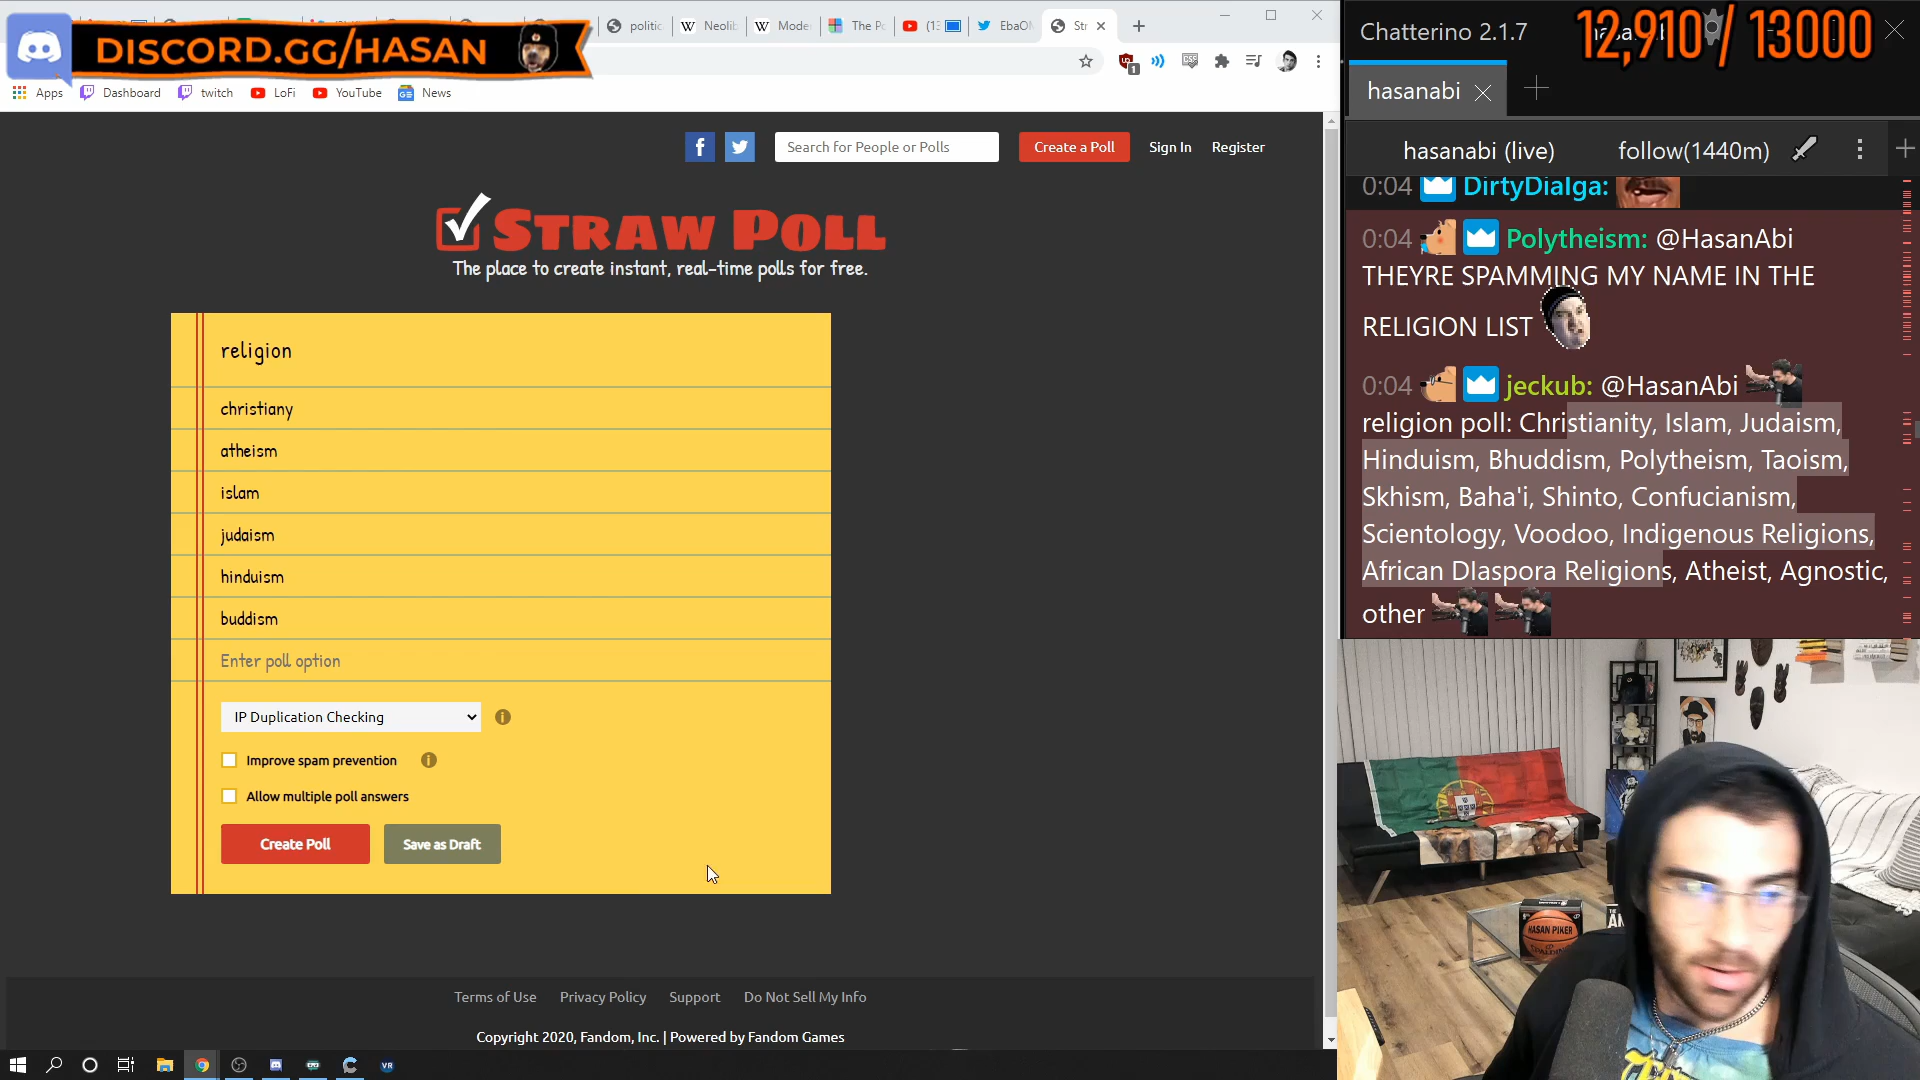 DISCORD.GG/HASAN
politic
Neolib
Mode
The Po
(13
EbaON
Str
Apps
Dashboard
twitch
LoFi
YouTube
News
Search for People or Polls
Create a Poll
Sign In
Register
STRAW POLL
The place to create instant, real-time polls for free.
religion
christiany
atheism
islam
judaism
hinduism
buddism
Enter poll option
IP Duplication Checking
Improve spam prevention
Allow multiple poll answers
Create Poll
Save as Draft
Terms of Use
Privacy Policy
Support
Do Not Sell My Info
Copyright 2020, Fandom, Inc. | Powered by Fandom Games
Chatterino 2.1.7
12,910 / 13000
hasanabi
hasanabi (live)
follow(1440m)
0:04 DirtyDialga:
0:04 Polytheism: @HasanAbi
THEYRE SPAMMING MY NAME IN THE
RELIGION LIST
0:04 jeckub: @HasanAbi
religion poll: Christianity, Islam, Judaism,
Hinduism, Bhuddism, Polytheism, Taoism,
Skhism, Baha'i, Shinto, Confucianism,
Scientology, Voodoo, Indigenous Religions,
African DIaspora Religions, Atheist, Agnostic,
other
HASAN PIKER
SPALDING